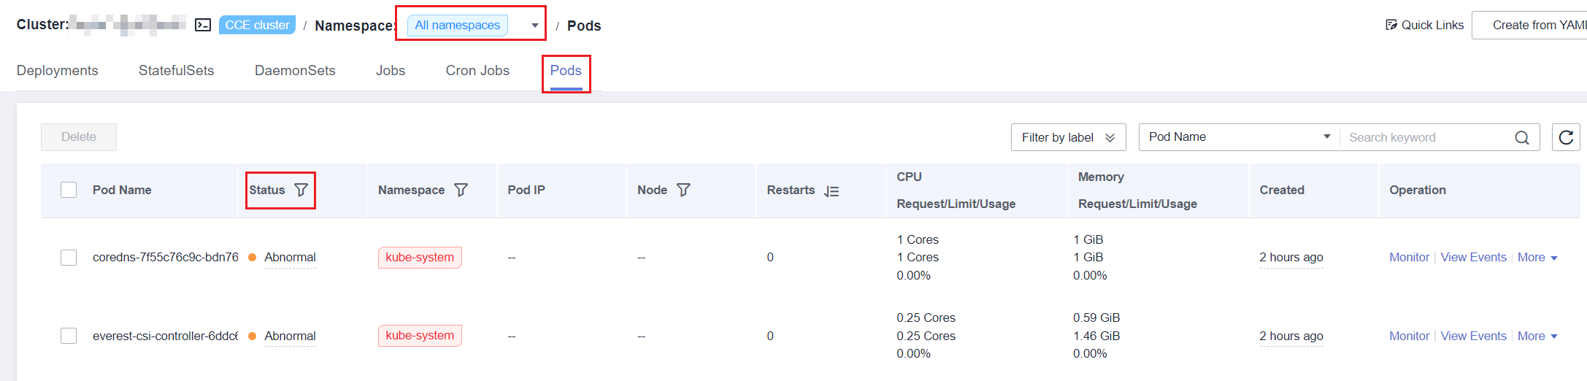 Cluster: CCE cluster / Namespace: All namespaces / Pods Quick Links Create from YAML
Deployments StatefulSets DaemonSets Jobs Cron Jobs Pods
Delete Filter by label Pod Name Search keyword
Pod Name Status Namespace Pod IP Node Restarts CPU Request/Limit/Usage Memory Request/Limit/Usage Created Operation
coredns-7f55c76c9c-bdn76 Abnormal kube-system -- -- 0 1 Cores 1 Cores 0.00% 1 GiB 1 GiB 0.00% 2 hours ago Monitor View Events More
everest-csi-controller-6ddc6 Abnormal kube-system -- -- 0 0.25 Cores 0.25 Cores 0.00% 0.59 GiB 1.46 GiB 0.00% 2 hours ago Monitor View Events More